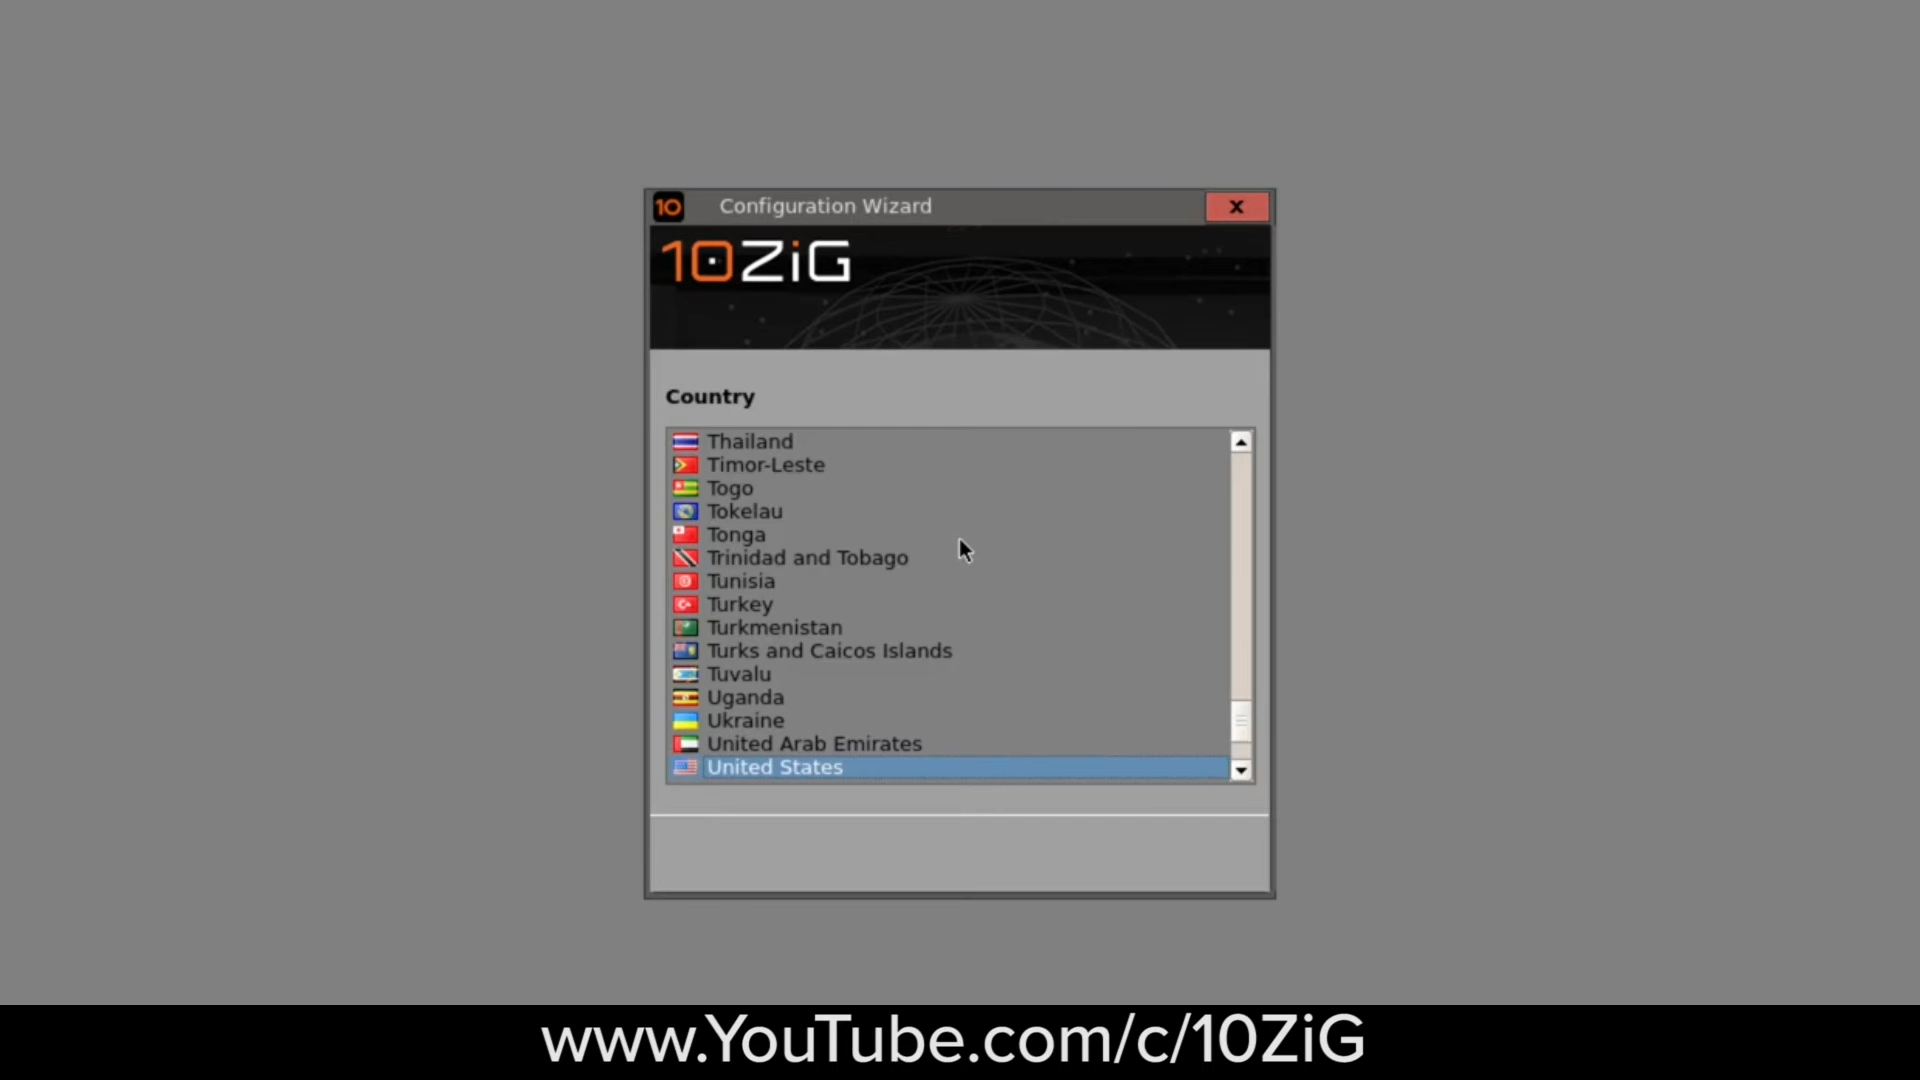 10 Configuration Wizard X
10ZiG
Country
Thailand
Timor-Leste
Togo
Tokelau
Tonga
Trinidad and Tobago
Tunisia
Turkey
Turkmenistan
Turks and Caicos Islands
Tuvalu
Uganda
Ukraine
United Arab Emirates
United States
www.YouTube.com/c/10ZiG